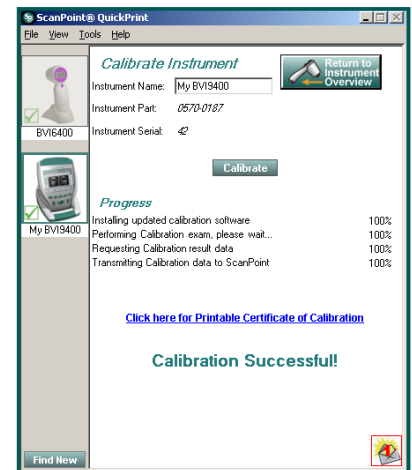 ScanPoint® QuickPrint
File View Tools Help
Calibrate Instrument
Return to
Instrument
Overview
Instrument Name: My BVI9400
Instrument Part: 0570-0187
Instrument Serial: 42
BVI6400
Calibrate
My BVI9400
Progress
Installing updated calibration software 100%
Performing Calibration exam, please wait... 100%
Requesting Calibration result data 100%
Transmitting Calibration data to ScanPoint 100%
Click here for Printable Certificate of Calibration
Calibration Successful!
Find New